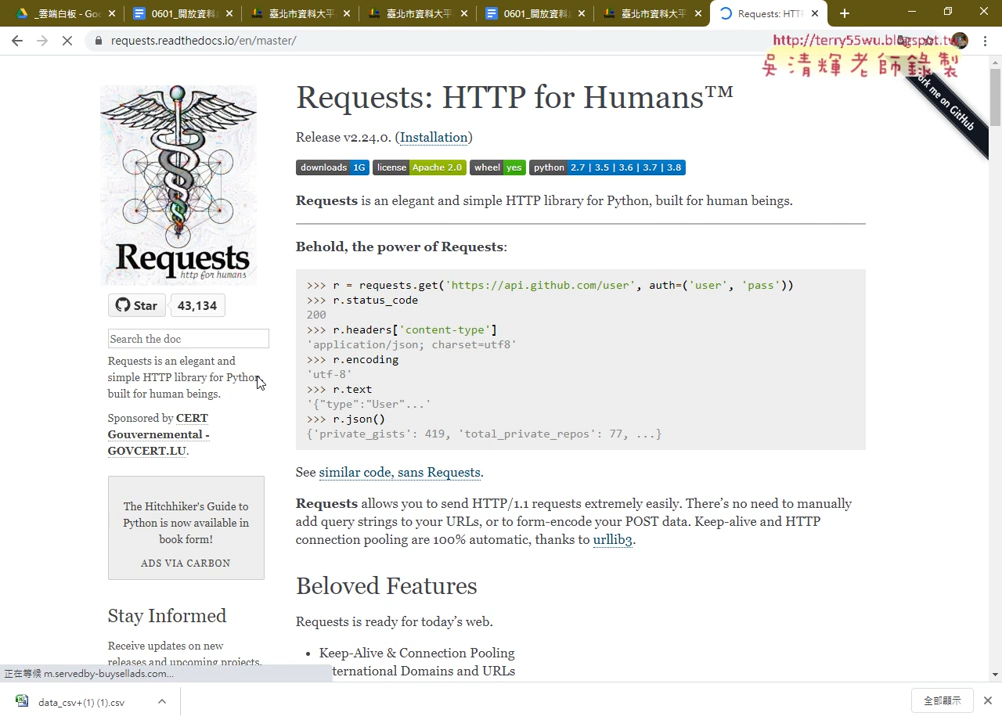 _雲端白板 - Go
0601_開放資料
臺北市資料大平
臺北市資料大平
0601_開放資料
臺北市資料大平
Requests: HTT
requests.readthedocs.io/en/master/
http://terry55wu.blogspot.tw
吳清輝老師錄製
rk me on GitHub
Requests
http for humans
Star
43,134
Search the doc
Requests is an elegant and
simple HTTP library for Python,
built for human beings.
Sponsored by CERT
Gouvernemental -
GOVCERT.LU.
The Hitchhiker's Guide to
Python is now available in
book form!
ADS VIA CARBON
Stay Informed
Receive updates on new
releases and upcoming projects.
Requests: HTTP for Humans™
Release v2.24.0. (Installation)
downloads 1G license Apache 2.0 wheel yes python 2.7 | 3.5 | 3.6 | 3.7 | 3.8
Requests is an elegant and simple HTTP library for Python, built for human beings.
Behold, the power of Requests:
>>> r = requests.get('https://api.github.com/user', auth=('user', 'pass'))
>>> r.status_code
200
>>> r.headers['content-type']
'application/json; charset=utf8'
>>> r.encoding
'utf-8'
>>> r.text
'{"type":"User"...'
>>> r.json()
{'private_gists': 419, 'total_private_repos': 77, ...}
See similar code, sans Requests.
Requests allows you to send HTTP/1.1 requests extremely easily. There's no need to manually
add query strings to your URLs, or to form-encode your POST data. Keep-alive and HTTP
connection pooling are 100% automatic, thanks to urllib3.
Beloved Features
Requests is ready for today's web.
• Keep-Alive & Connection Pooling
ternational Domains and URLs
正在等候 m.servedby-buysellads.com...
data_csv+(1) (1).csv
全部顯示